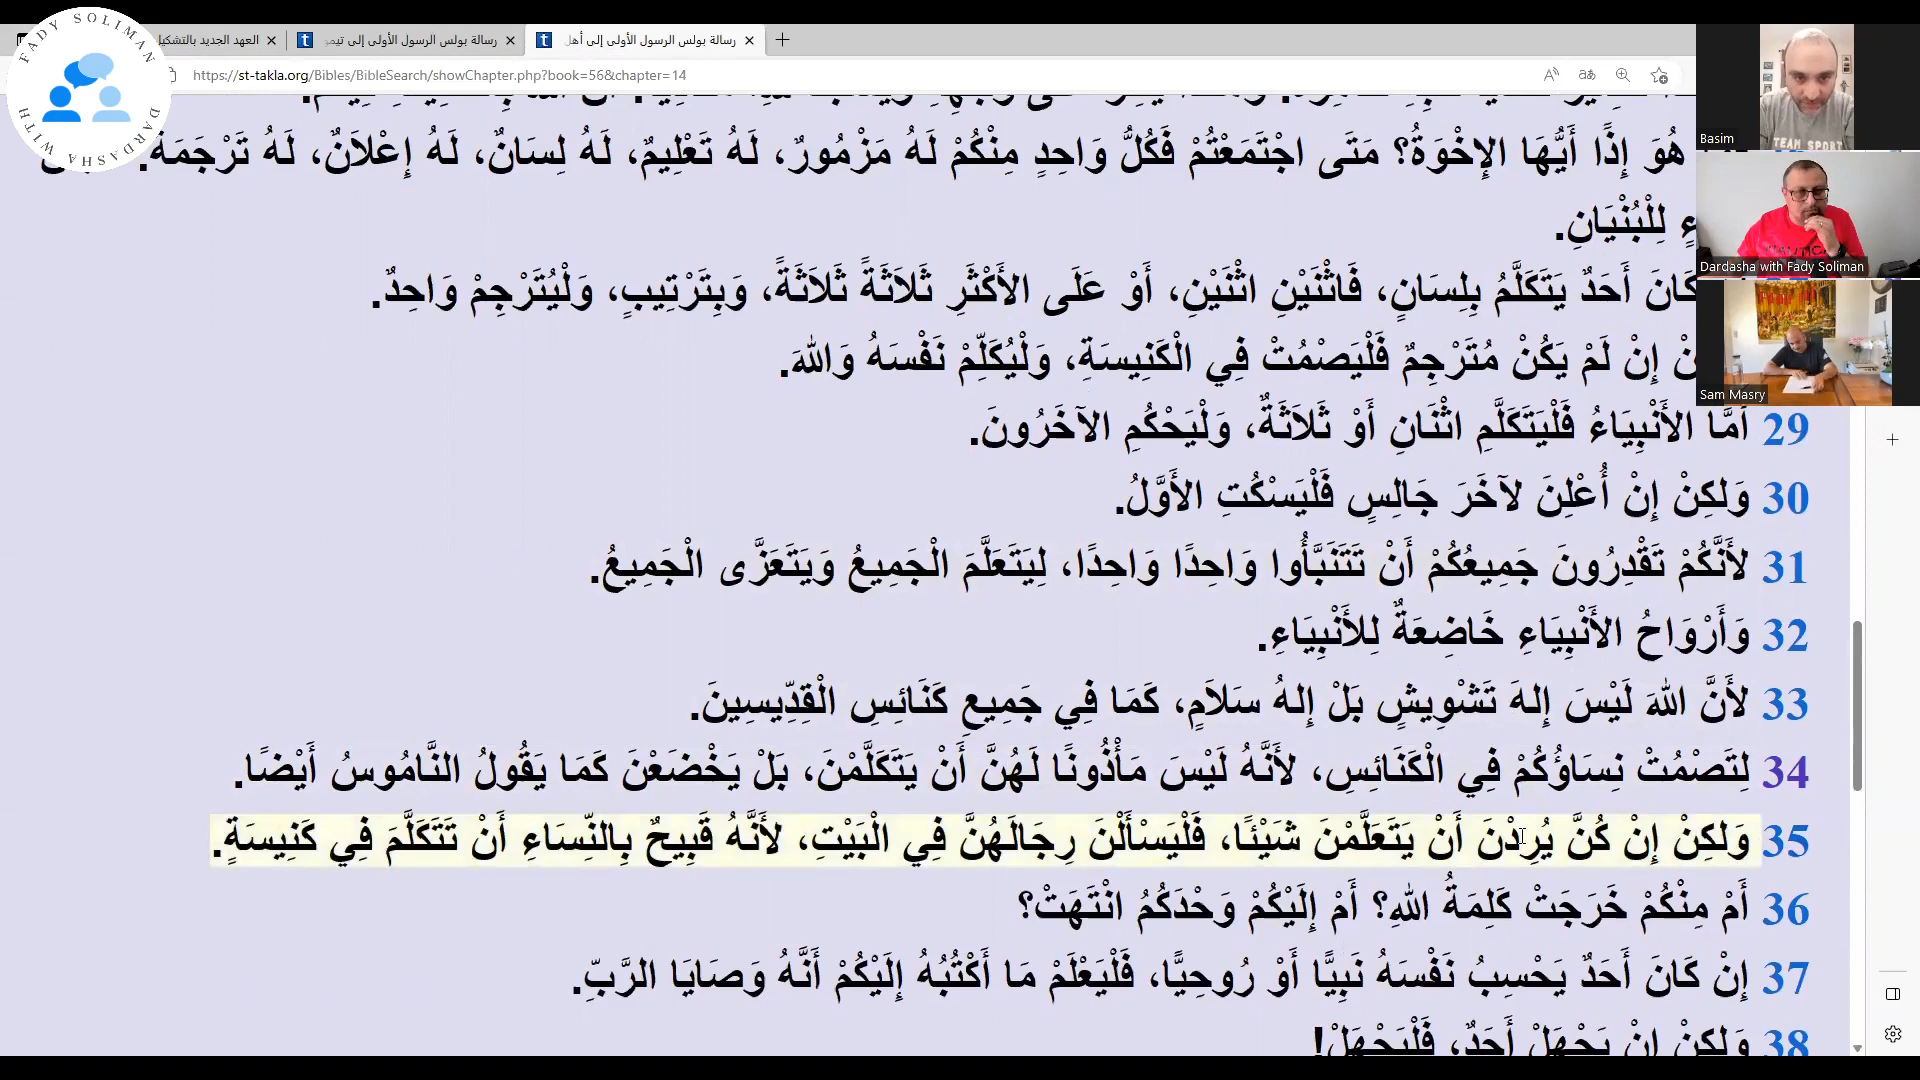 FADY SOLIMAN
DARDASHA WITH
العهد الجديد بالتشكيل
رسالة بولس الرسول الأولى إلى تيمو
رسالة بولس الرسول الأولى إلى أهل
https://st-takla.org/Bibles/BibleSearch/showChapter.php?book=56&chapter=14
هُوَ إِذًا أَيُّهَا الإِخْوَةُ؟ مَتَى اجْتَمَعْتُمْ فَكُلُّ وَاحِدٍ مِنْكُمْ لَهُ مَزْمُورٌ، لَهُ تَعْلِيمٌ، لَهُ لِسَانٌ، لَهُ إِعْلاَنٌ، لَهُ تَرْجَمَةٌ.
لِلْبُنْيَانِ.
كَانَ أَحَدٌ يَتَكَلَّمُ بِلِسَانٍ، فَاثْنَيْنِ اثْنَيْنِ، أَوْ عَلَى الأَكْثَرِ ثَلاَثَةً ثَلاَثَةً، وَبِتَرْتِيبٍ، وَلْيُتَرْجِمْ وَاحِدٌ.
إِنْ لَمْ يَكُنْ مُتَرْجِمٌ فَلْيَصْمُتْ فِي الْكَنِيسَةِ، وَلْيُكَلِّمْ نَفْسَهُ وَاللهَ.
29 أَمَّا الأَنْبِيَاءُ فَلْيَتَكَلَّمِ اثْنَانِ أَوْ ثَلاَثَةٌ، وَلْيَحْكُمِ الآخَرُونَ.
30 وَلكِنْ إِنْ أُعْلِنَ لآخَرَ جَالِسٍ فَلْيَسْكُتِ الأَوَّلُ.
31 لأَنَّكُمْ تَقْدِرُونَ جَمِيعُكُمْ أَنْ تَتَنَبَّأُوا وَاحِدًا وَاحِدًا، لِيَتَعَلَّمَ الْجَمِيعُ وَيَتَعَزَّى الْجَمِيعُ.
32 وَأَرْوَاحُ الأَنْبِيَاءِ خَاضِعَةٌ لِلأَنْبِيَاءِ.
33 لأَنَّ اللهَ لَيْسَ إِلهَ تَشْوِيشٍ بَلْ إِلهُ سَلاَمٍ، كَمَا فِي جَمِيعِ كَنَائِسِ الْقِدِّيسِينَ.
34 لِتَصْمُتْ نِسَاؤُكُمْ فِي الْكَنَائِسِ، لأَنَّهُ لَيْسَ مَأْذُونًا لَهُنَّ أَنْ يَتَكَلَّمْنَ، بَلْ يَخْضَعْنَ كَمَا يَقُولُ النَّامُوسُ أَيْضًا.
35 وَلكِنْ إِنْ كُنَّ يُرِدْنَ أَنْ يَتَعَلَّمْنَ شَيْئًا، فَلْيَسْأَلْنَ رِجَالَهُنَّ فِي الْبَيْتِ، لأَنَّهُ قَبِيحٌ بِالنِّسَاءِ أَنْ تَتَكَلَّمَ فِي كَنِيسَةٍ.
36 أَمْ مِنْكُمْ خَرَجَتْ كَلِمَةُ اللهِ؟ أَمْ إِلَيْكُمْ وَحْدَكُمُ انْتَهَتْ؟
37 إِنْ كَانَ أَحَدٌ يَحْسِبُ نَفْسَهُ نَبِيًّا أَوْ رُوحِيًّا، فَلْيَعْلَمْ مَا أَكْتُبُهُ إِلَيْكُمْ أَنَّهُ وَصَايَا الرَّبِّ.
38 وَلكِنْ إِنْ يَجْهَلْ أَحَدٌ، فَلْيَجْهَلْ!
TEAM SPORT
Basim
NAUTICA
Dardasha with Fady Soliman
Sam Masry